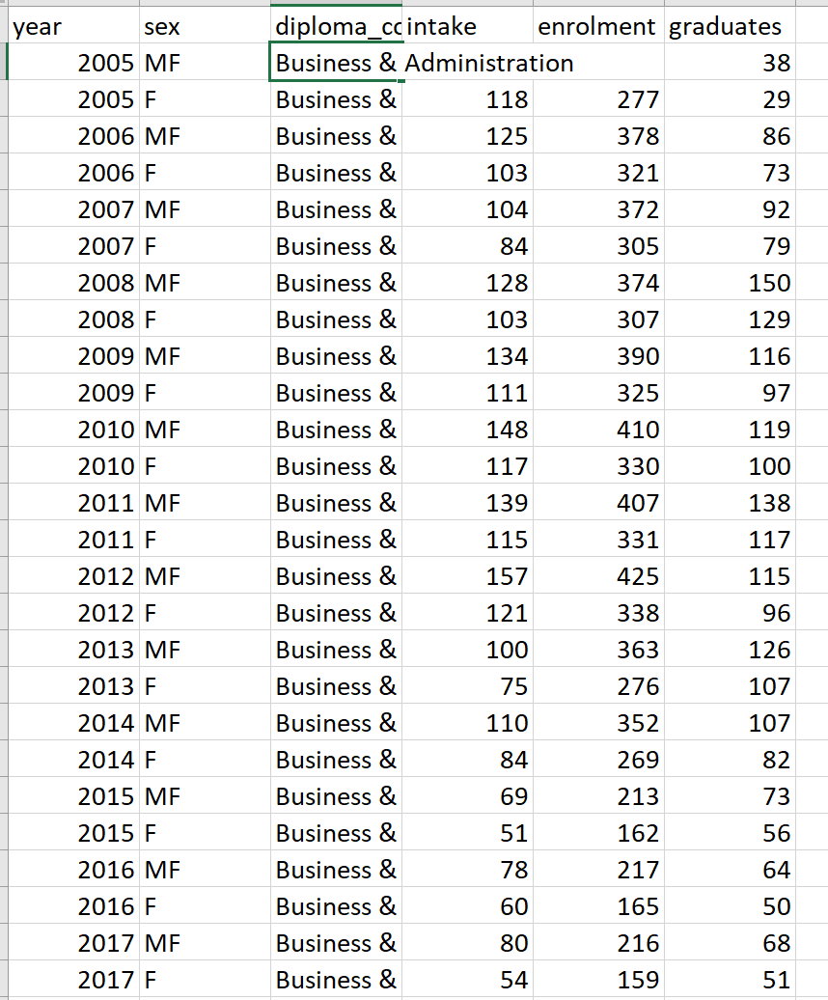 year sex diploma_co intake enrolment graduates
2005 MF Business & Administration 38
2005 F Business & 118 277 29
2006 MF Business & 125 378 86
2006 F Business & 103 321 73
2007 MF Business & 104 372 92
2007 F Business & 84 305 79
2008 MF Business & 128 374 150
2008 F Business & 103 307 129
2009 MF Business & 134 390 116
2009 F Business & 111 325 97
2010 MF Business & 148 410 119
2010 F Business & 117 330 100
2011 MF Business & 139 407 138
2011 F Business & 115 331 117
2012 MF Business & 157 425 115
2012 F Business & 121 338 96
2013 MF Business & 100 363 126
2013 F Business & 75 276 107
2014 MF Business & 110 352 107
2014 F Business & 84 269 82
2015 MF Business & 69 213 73
2015 F Business & 51 162 56
2016 MF Business & 78 217 64
2016 F Business & 60 165 50
2017 MF Business & 80 216 68
2017 F Business & 54 159 51